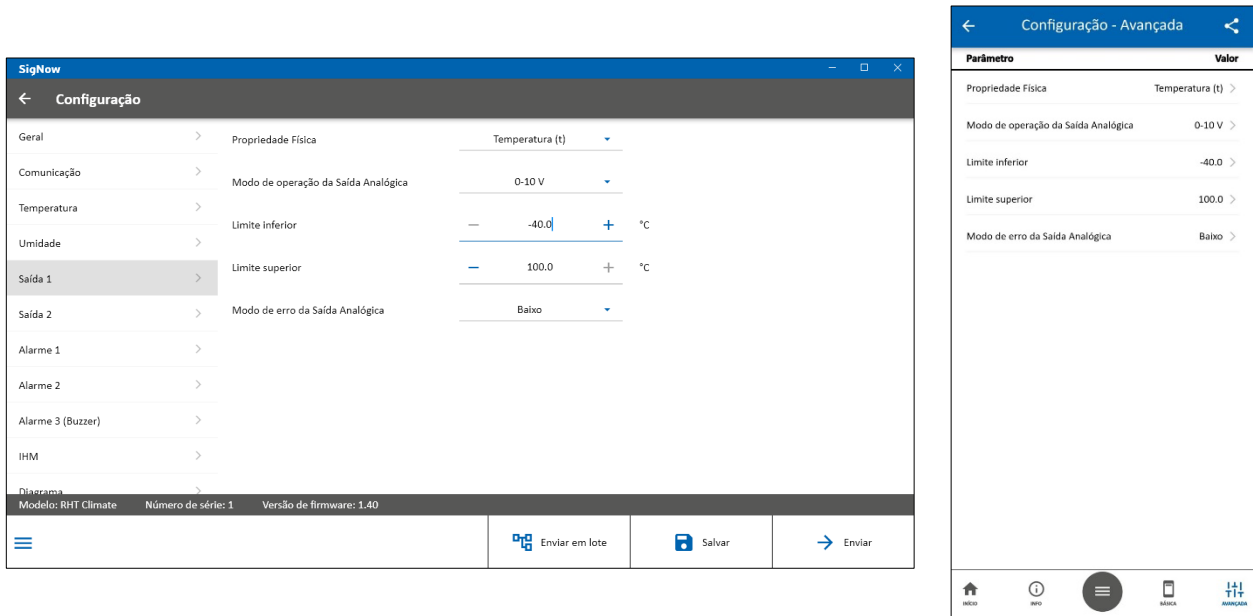 SigNow
Configuração
Geral
Comunicação
Temperatura
Umidade
Saída 1
Saída 2
Alarme 1
Alarme 2
Alarme 3 (Buzzer)
IHM
Diagrama
Propriedade Física Temperatura (t)
Modo de operação da Saída Analógica 0-10 V
Limite inferior -40.0 °C
Limite superior 100.0 °C
Modo de erro da Saída Analógica Baixo
Modelo: RHT Climate Número de série: 1 Versão de firmware: 1.40
Enviar em lote Salvar Enviar
Configuração - Avançada
Parâmetro Valor
Propriedade Física Temperatura (t)
Modo de operação da Saída Analógica 0-10 V
Limite inferior -40.0
Limite superior 100.0
Modo de erro da Saída Analógica Baixo
INÍCIO INFO BÁSICA AVANÇADA